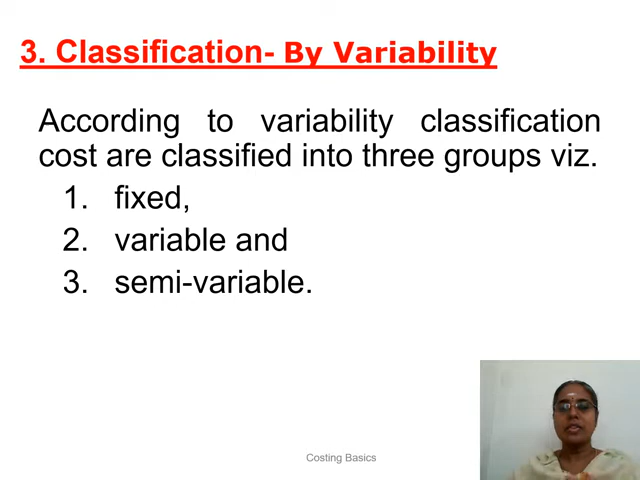 3. Classification- By Variability
According to variability classification
cost are classified into three groups viz.
1. fixed,
2. variable and
3. semi-variable.
Costing Basics